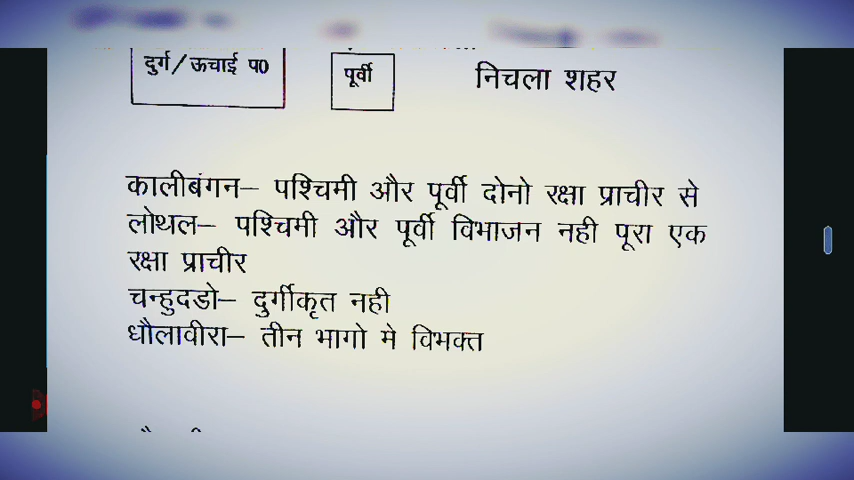 दुर्ग/ऊचाई प0 पूर्वी निचला शहर
कालीबंगन– पश्चिमी और पूर्वी दोनो रक्षा प्राचीर से
लोथल– पश्चिमी और पूर्वी विभाजन नही पूरा एक
रक्षा प्राचीर
चन्हुदडो– दुर्गीकृत नही
धौलावीरा– तीन भागो मे विभक्त